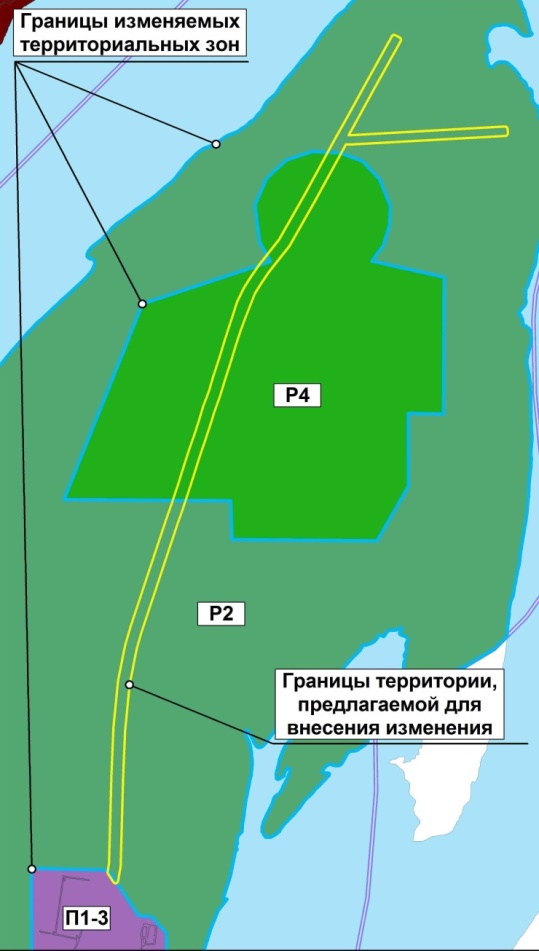 Границы изменяемых
территориальных зон
Р4
Р2
Границы территории,
предлагаемой для
внесения изменения
П1-3